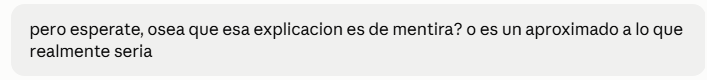 pero esperate, osea que esa explicacion es de mentira? o es un aproximado a lo que
realmente seria